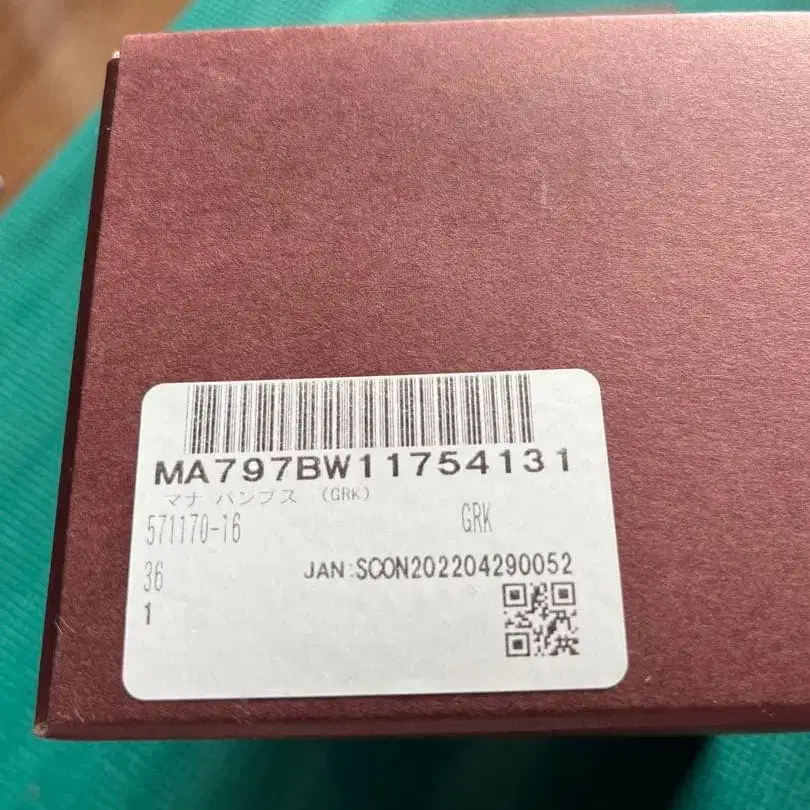 MA797BW11754131
マナ パンプス (GRK)
571170-16 GRK
36 JAN:SCON202204290052
1